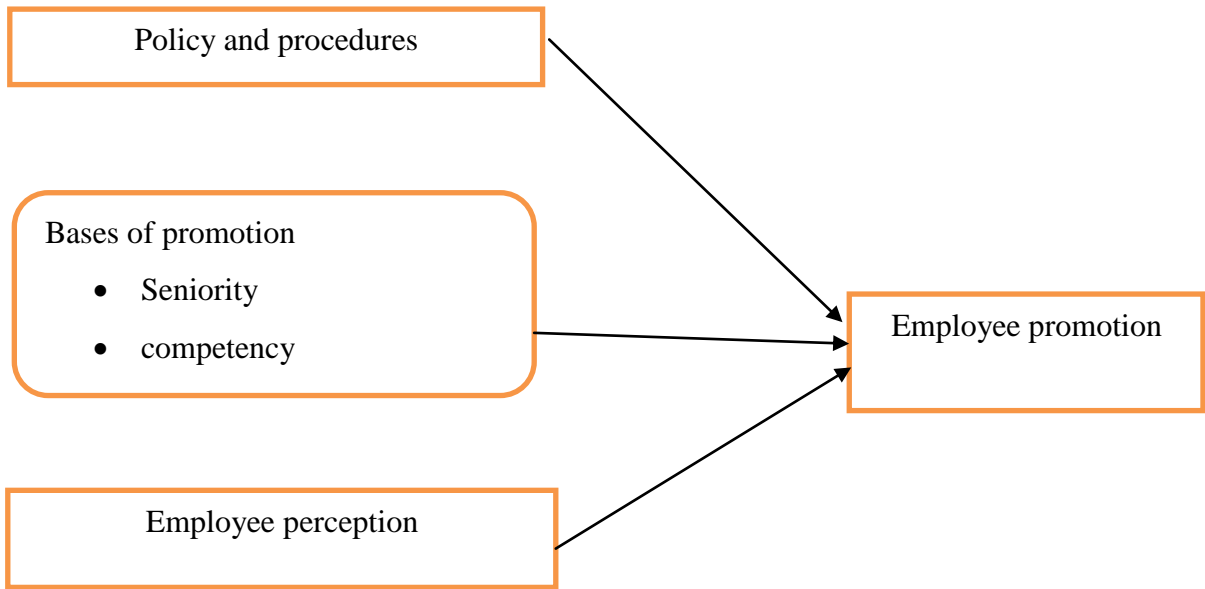 Policy and procedures
Bases of promotion
• Seniority
• competency
Employee promotion
Employee perception